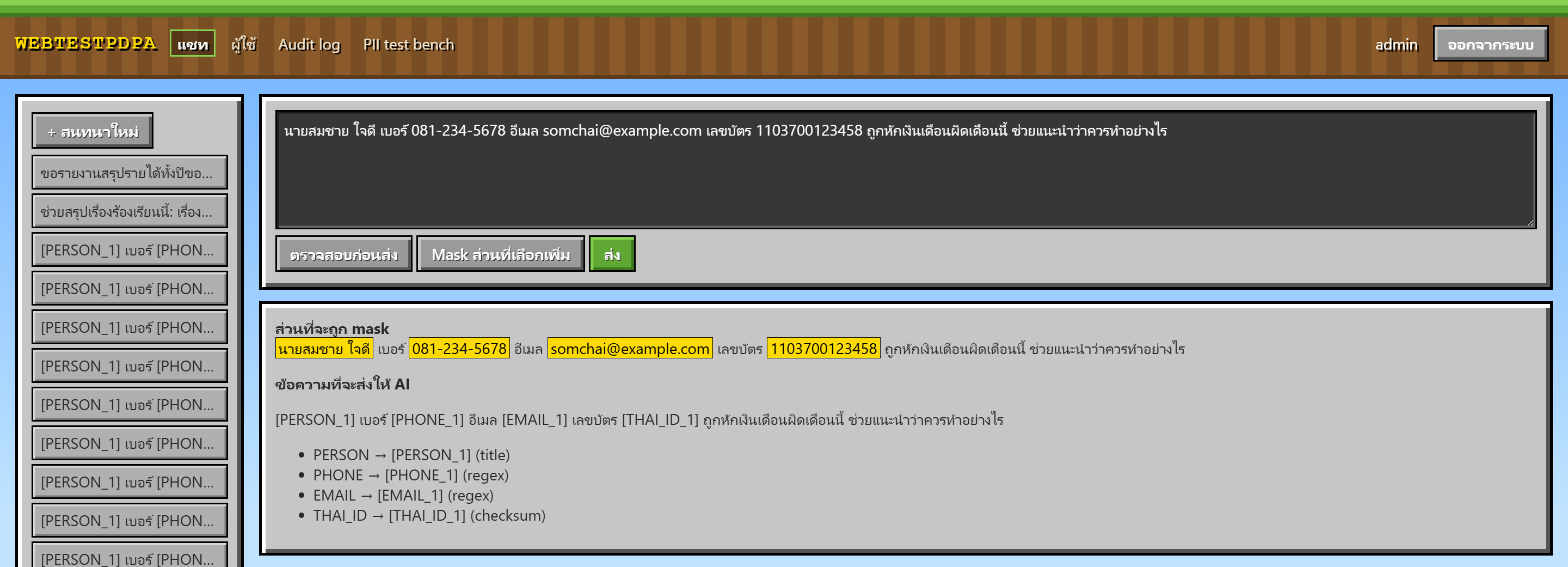 WEBTESTPDPA แชท ผู้ใช้ Audit log PII test bench admin ออกจากระบบ
+ สนทนาใหม่
ขอรายงานสรุปรายได้ทั้งปีขอ...
ช่วยสรุปเรื่องร้องเรียนนี้: เรื่อง...
[PERSON_1] เบอร์ [PHON...
[PERSON_1] เบอร์ [PHON...
[PERSON_1] เบอร์ [PHON...
[PERSON_1] เบอร์ [PHON...
[PERSON_1] เบอร์ [PHON...
[PERSON_1] เบอร์ [PHON...
[PERSON_1] เบอร์ [PHON...
[PERSON_1] เบอร์ [PHON...
[PERSON_1] เบอร์ [PHON...
นายสมชาย ใจดี เบอร์ 081-234-5678 อีเมล somchai@example.com เลขบัตร 1103700123458 ถูกหักเงินเดือนผิดเดือนนี้ ช่วยแนะนำว่าควรทำอย่างไร
ตรวจสอบก่อนส่ง Mask ส่วนที่เลือกเพิ่ม ส่ง
ส่วนที่จะถูก mask
นายสมชาย ใจดี เบอร์ 081-234-5678 อีเมล somchai@example.com เลขบัตร 1103700123458 ถูกหักเงินเดือนผิดเดือนนี้ ช่วยแนะนำว่าควรทำอย่างไร
ข้อความที่จะส่งให้ AI
[PERSON_1] เบอร์ [PHONE_1] อีเมล [EMAIL_1] เลขบัตร [THAI_ID_1] ถูกหักเงินเดือนผิดเดือนนี้ ช่วยแนะนำว่าควรทำอย่างไร
• PERSON → [PERSON_1] (title)
• PHONE → [PHONE_1] (regex)
• EMAIL → [EMAIL_1] (regex)
• THAI_ID → [THAI_ID_1] (checksum)